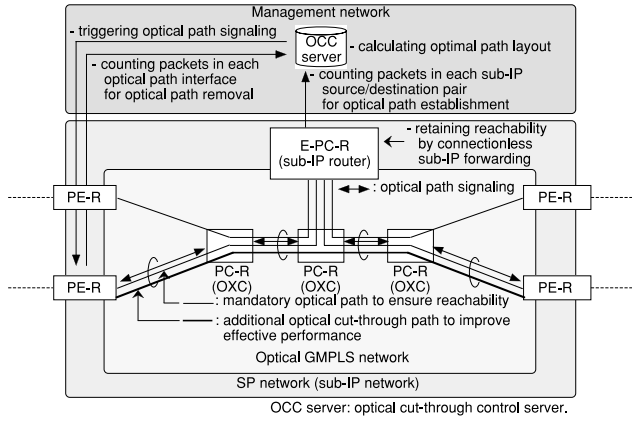 Management network
- triggering optical path signaling
OCC
server
- calculating optimal path layout
- counting packets in each
optical path interface
for optical path removal
- counting packets in each sub-IP
source/destination pair
for optical path establishment
E-PC-R
(sub-IP router)
- retaining reachability
by connectionless
sub-IP forwarding
: optical path signaling
PE-R
PE-R
PC-R
(OXC)
PC-R
(OXC)
PC-R
(OXC)
PE-R
PE-R
: mandatory optical path to ensure reachability
: additional optical cut-through path to improve
effective performance
Optical GMPLS network
SP network (sub-IP network)
OCC server: optical cut-through control server.